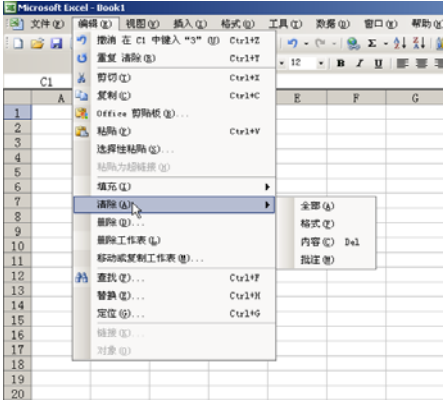 Microsoft Excel - Book1
文件(F) 编辑(E) 视图(V) 插入(I) 格式(O) 工具(T) 数据(D) 窗口(W) 帮助(H)
12 B I U
C1
A E F G
撤消 在 C1 中键入 "3" (U) Ctrl+Z
重复 清除(R) Ctrl+Y
剪切(T) Ctrl+X
复制(C) Ctrl+C
Office 剪贴板(B)...
粘贴(P) Ctrl+V
选择性粘贴(S)...
粘贴为超链接(H)
填充(I)
清除(A)
删除(D)...
删除工作表(L)
移动或复制工作表(M)...
查找(F)... Ctrl+F
替换(E)... Ctrl+H
定位(G)... Ctrl+G
链接(K)...
对象(O)
全部(A)
格式(F)
内容(C) Del
批注(M)
1
2
3
4
5
6
7
8
9
10
11
12
13
14
15
16
17
18
19
20